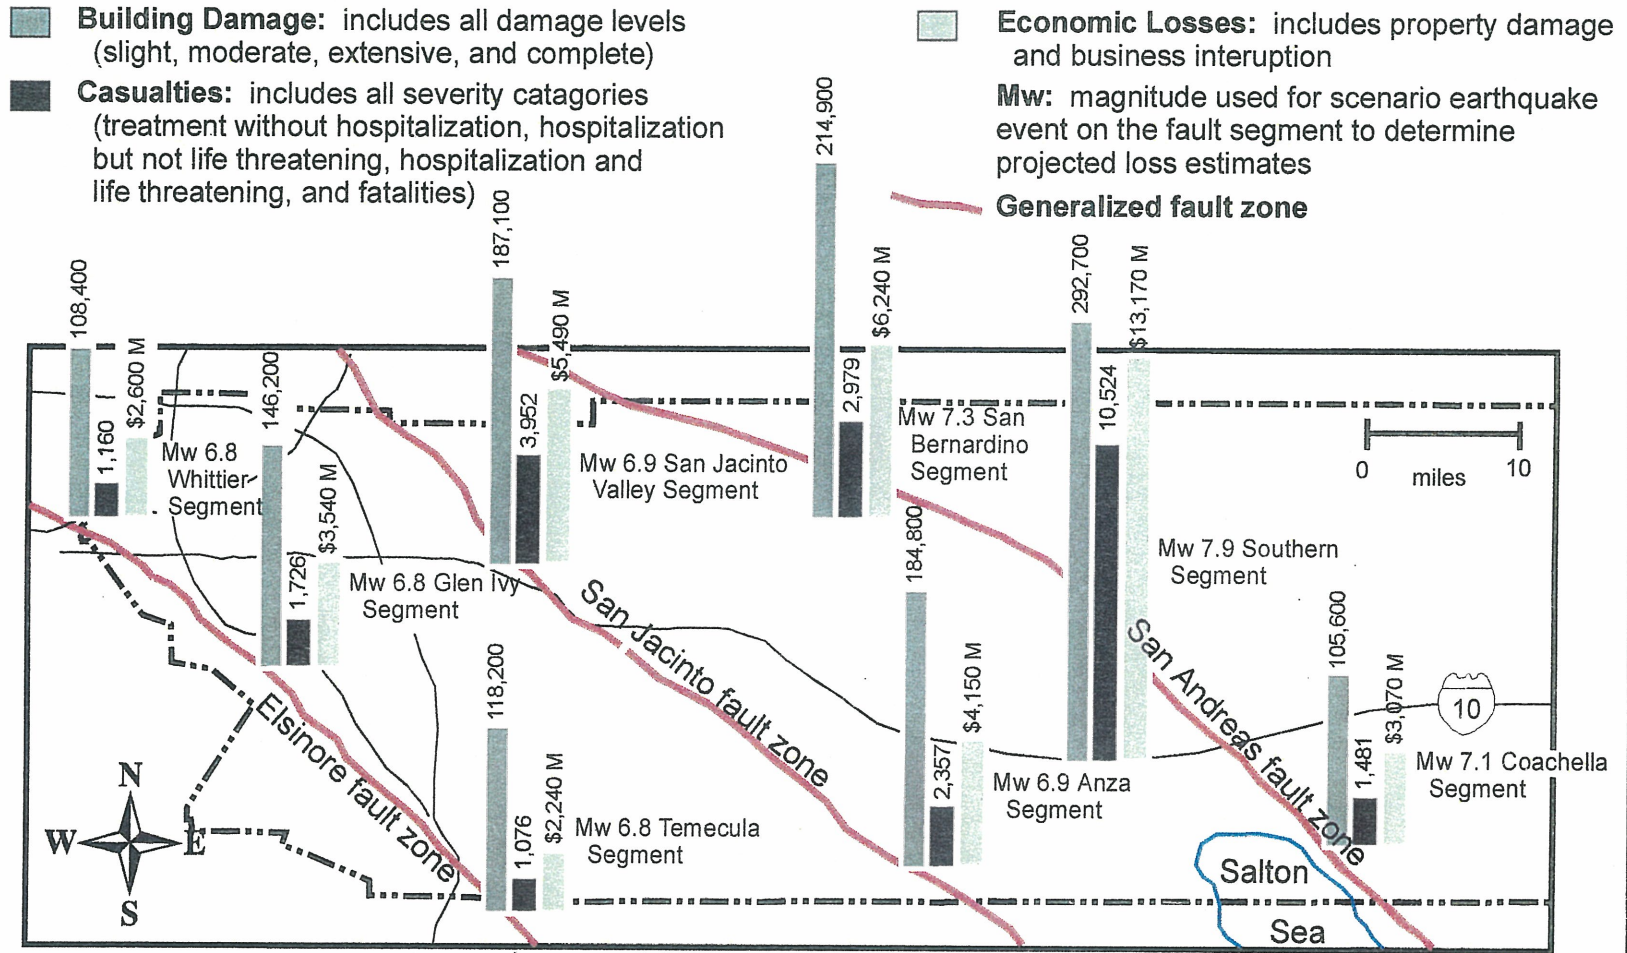 Building Damage: includes all damage levels
(slight, moderate, extensive, and complete)
Casualties: includes all severity catagories
(treatment without hospitalization, hospitalization
but not life threatening, hospitalization and
life threatening, and fatalities)
Economic Losses: includes property damage
and business interuption
Mw: magnitude used for scenario earthquake
event on the fault segment to determine
projected loss estimates
Generalized fault zone
108,400
1,160
$2,600 M
Mw 6.8
Whittier
Segment
146,200
1,726
$3,540 M
Mw 6.8 Glen Ivy
Segment
187,100
3,952
$5,490 M
Mw 6.9 San Jacinto
Valley Segment
214,900
2,979
$6,240 M
Mw 7.3 San
Bernardino
Segment
292,700
10,524
$13,170 M
Mw 7.9 Southern
Segment
0
10
miles
118,200
1,076
$2,240 M
Mw 6.8 Temecula
Segment
184,800
2,357
$4,150 M
Mw 6.9 Anza
Segment
105,600
1,481
$3,070 M
Mw 7.1 Coachella
Segment
10
Elsinore fault zone
San Jacinto fault zone
San Andreas fault zone
N
W
E
S
Salton
Sea